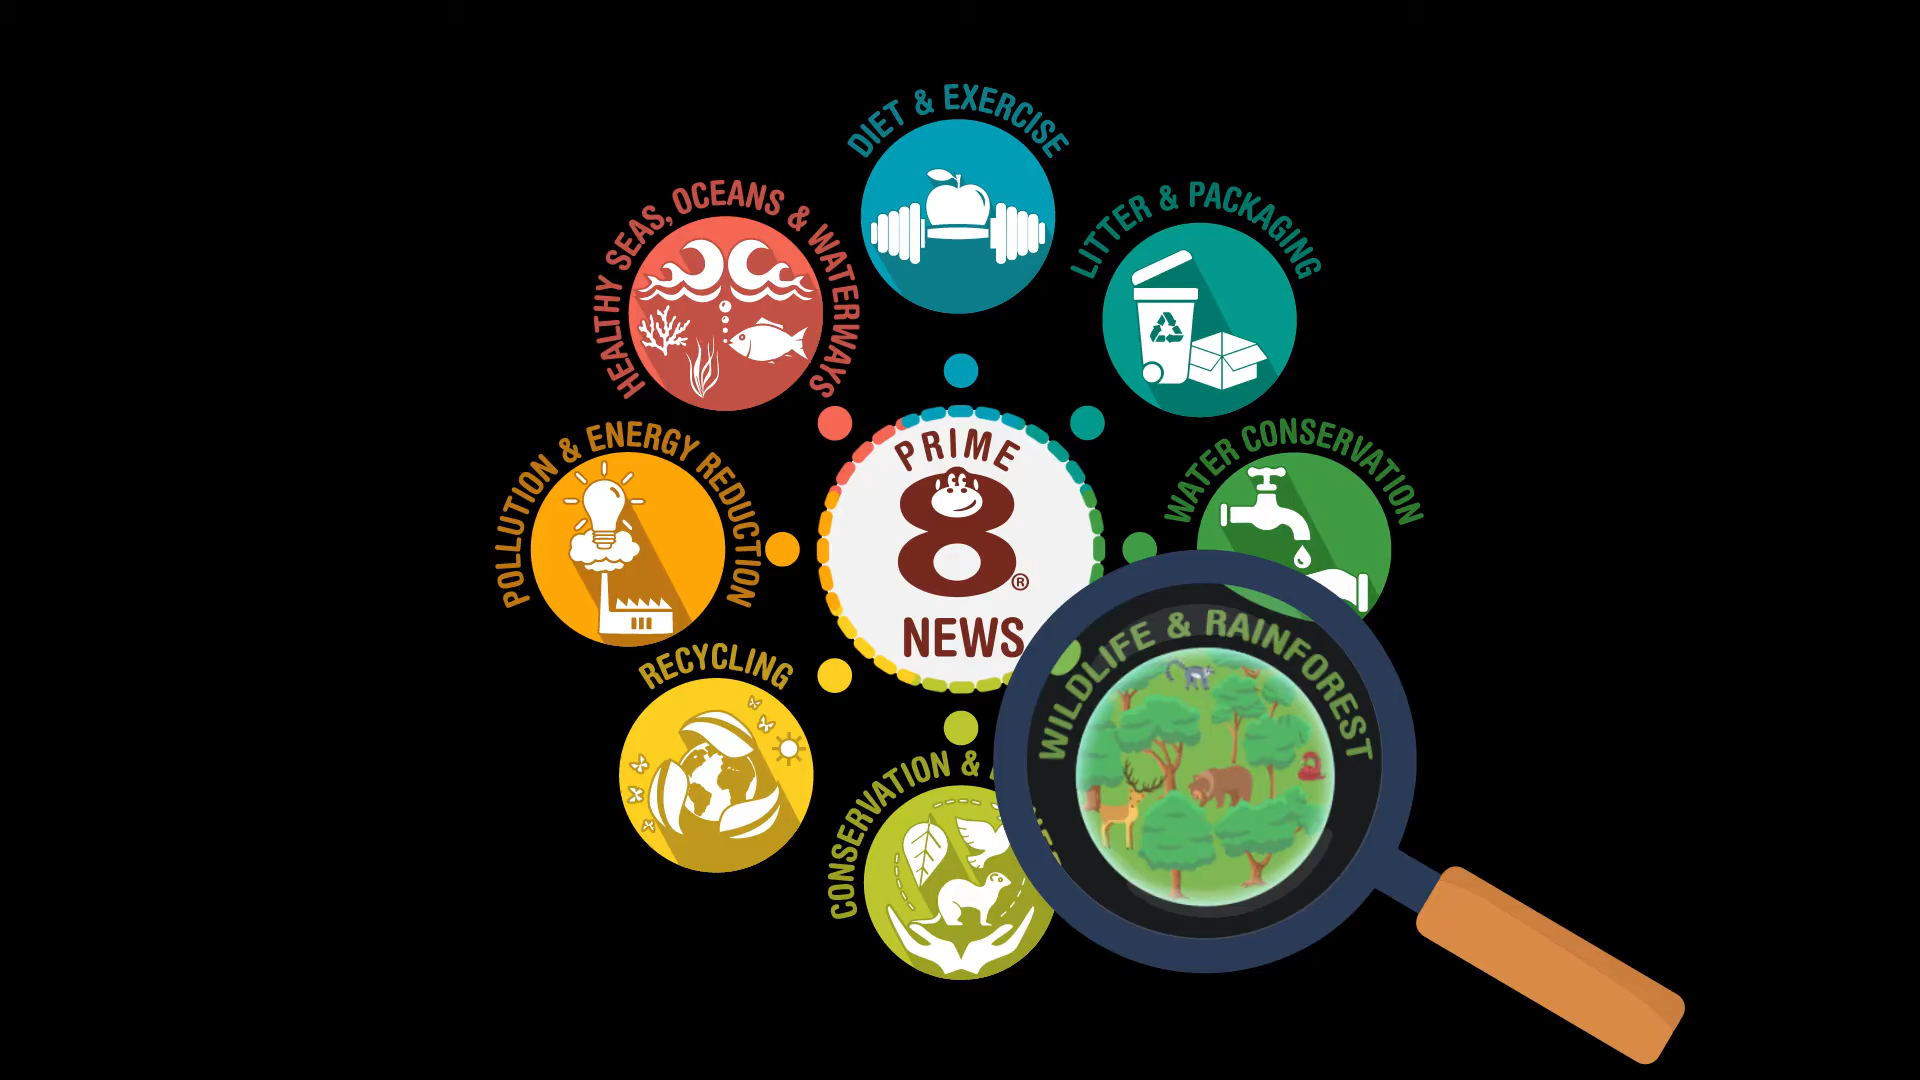 DIET & EXERCISE
LITTER & PACKAGING
HEALTHY SEAS, OCEANS & WATERWAYS
WATER CONSERVATION
POLLUTION & ENERGY REDUCTION
PRIME
8®
NEWS
WILDLIFE & RAINFOREST
RECYCLING
CONSERVATION &